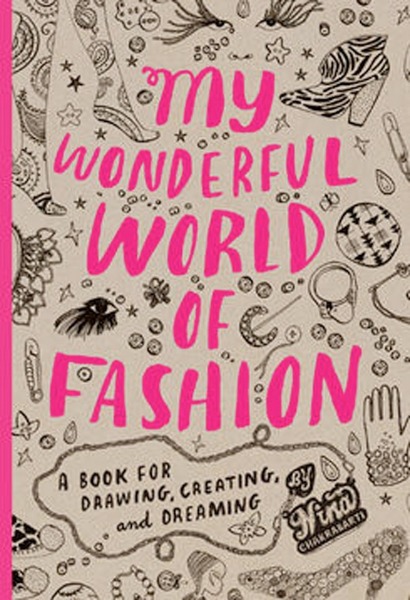 My
WONDERFUL
WORLD
OF
FASHION
A BOOK FOR
DRAWING, CREATING,
and DREAMING
BY
Nina
CHAKRABARTI